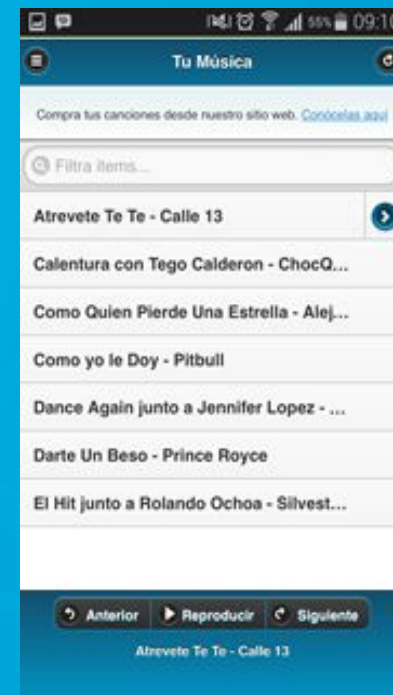 55% 09:10
Tu Música
Compra tus canciones desde nuestro sitio web. Conócelas aquí
Filtra items...
Atrevete Te Te - Calle 13
Calentura con Tego Calderon - ChocQ...
Como Quien Pierde Una Estrella - Alej...
Como yo le Doy - Pitbull
Dance Again junto a Jennifer Lopez - ...
Darte Un Beso - Prince Royce
El Hit junto a Rolando Ochoa - Silvest...
Anterior Reproducir Siguiente
Atrevete Te Te - Calle 13